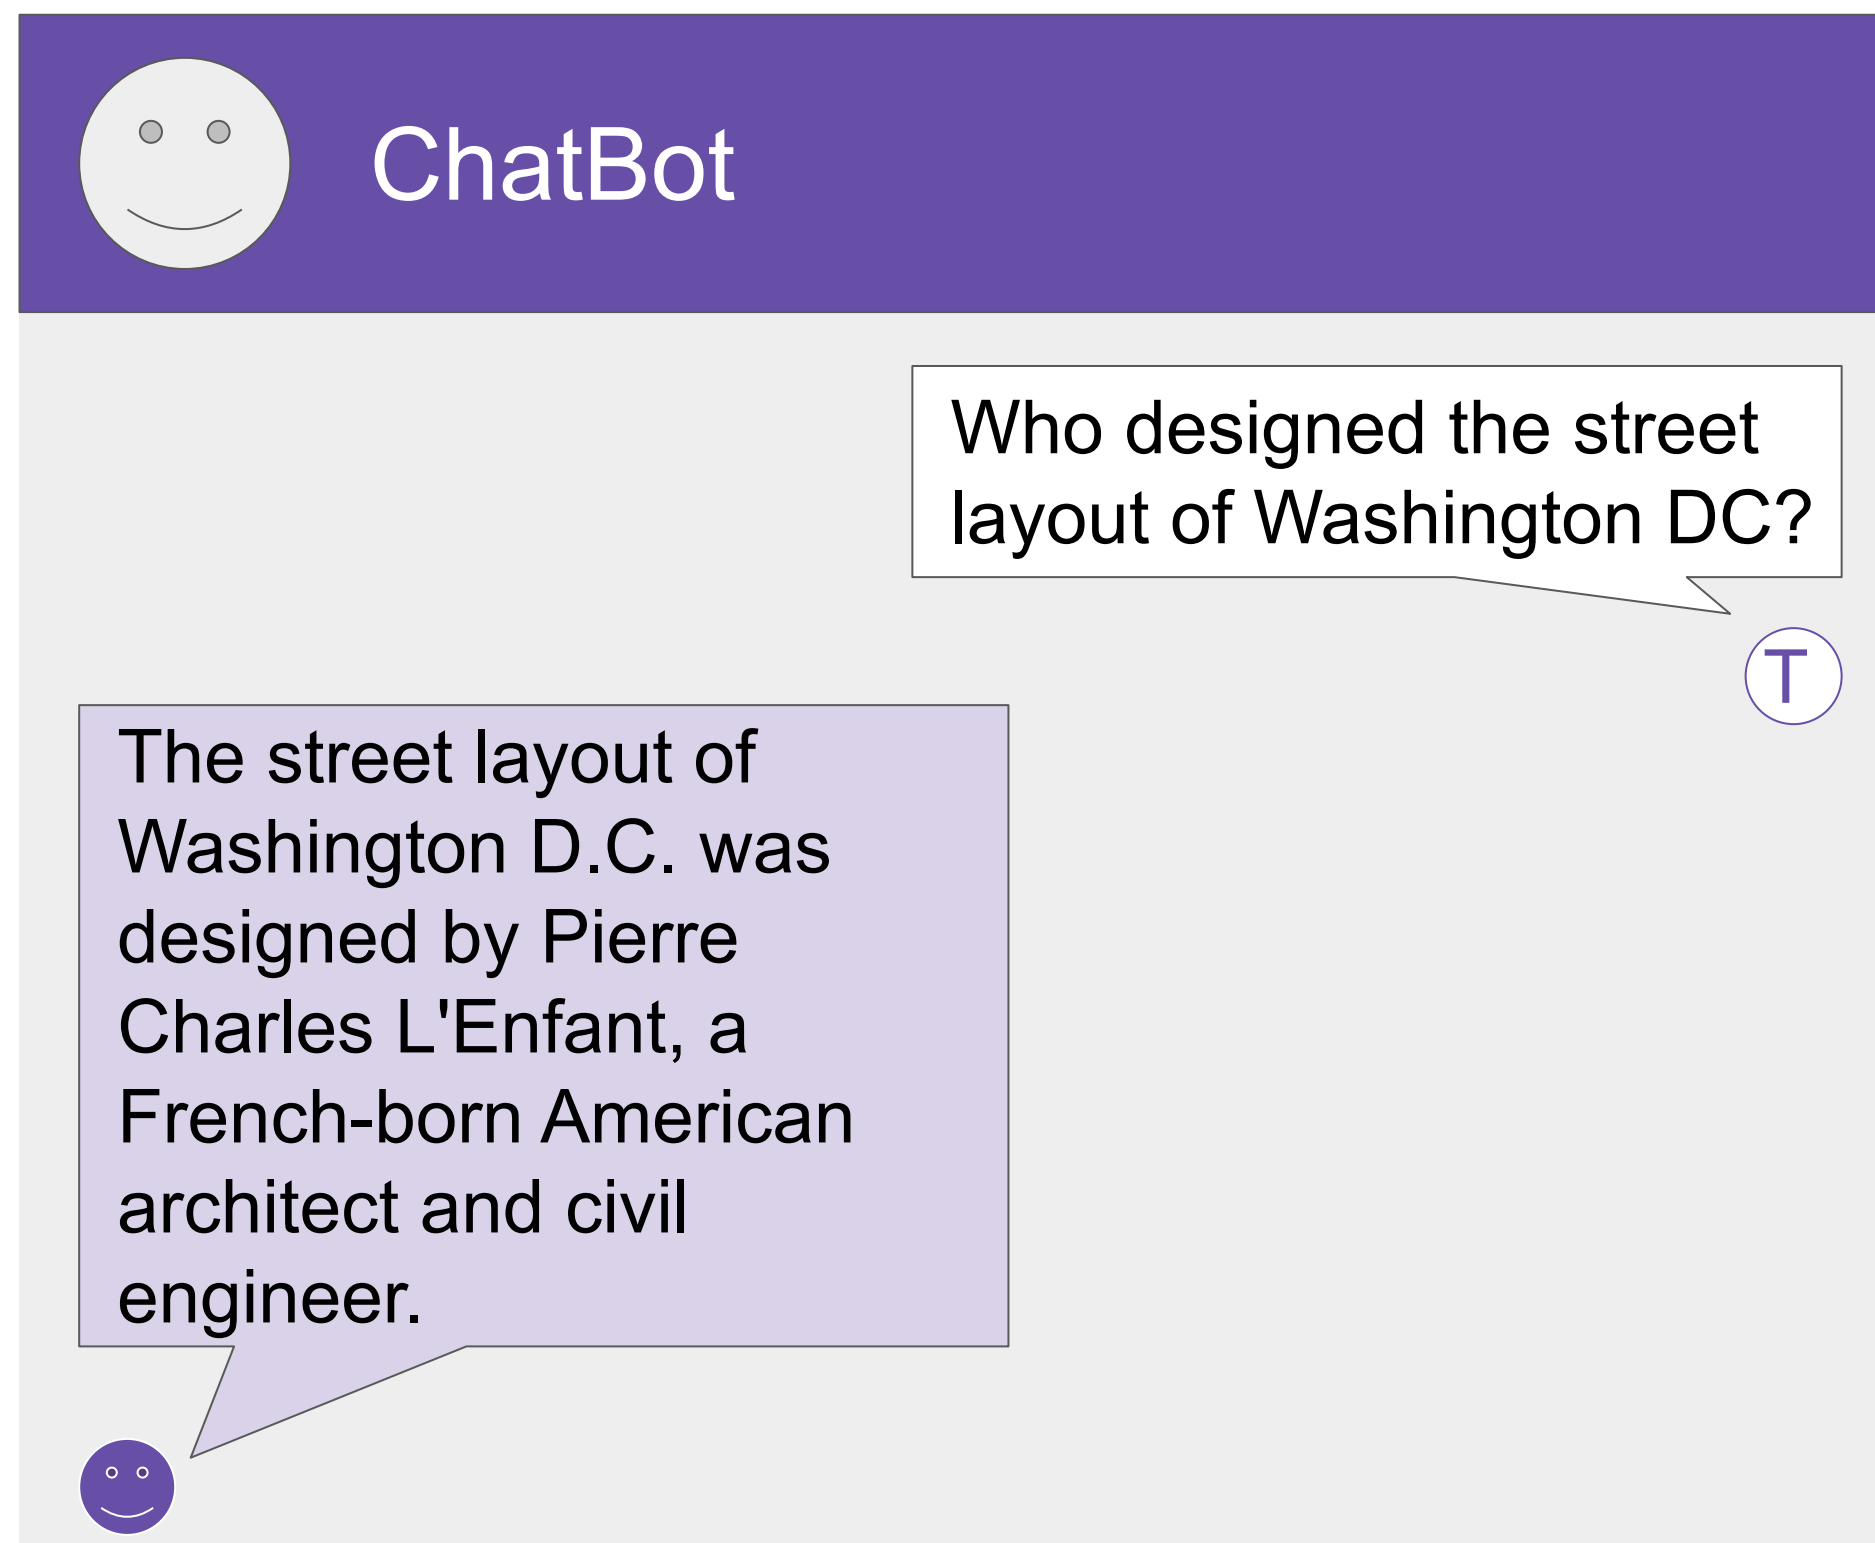 ChatBot
Who designed the street
layout of Washington DC?
T
The street layout of
Washington D.C. was
designed by Pierre
Charles L'Enfant, a
French-born American
architect and civil
engineer.